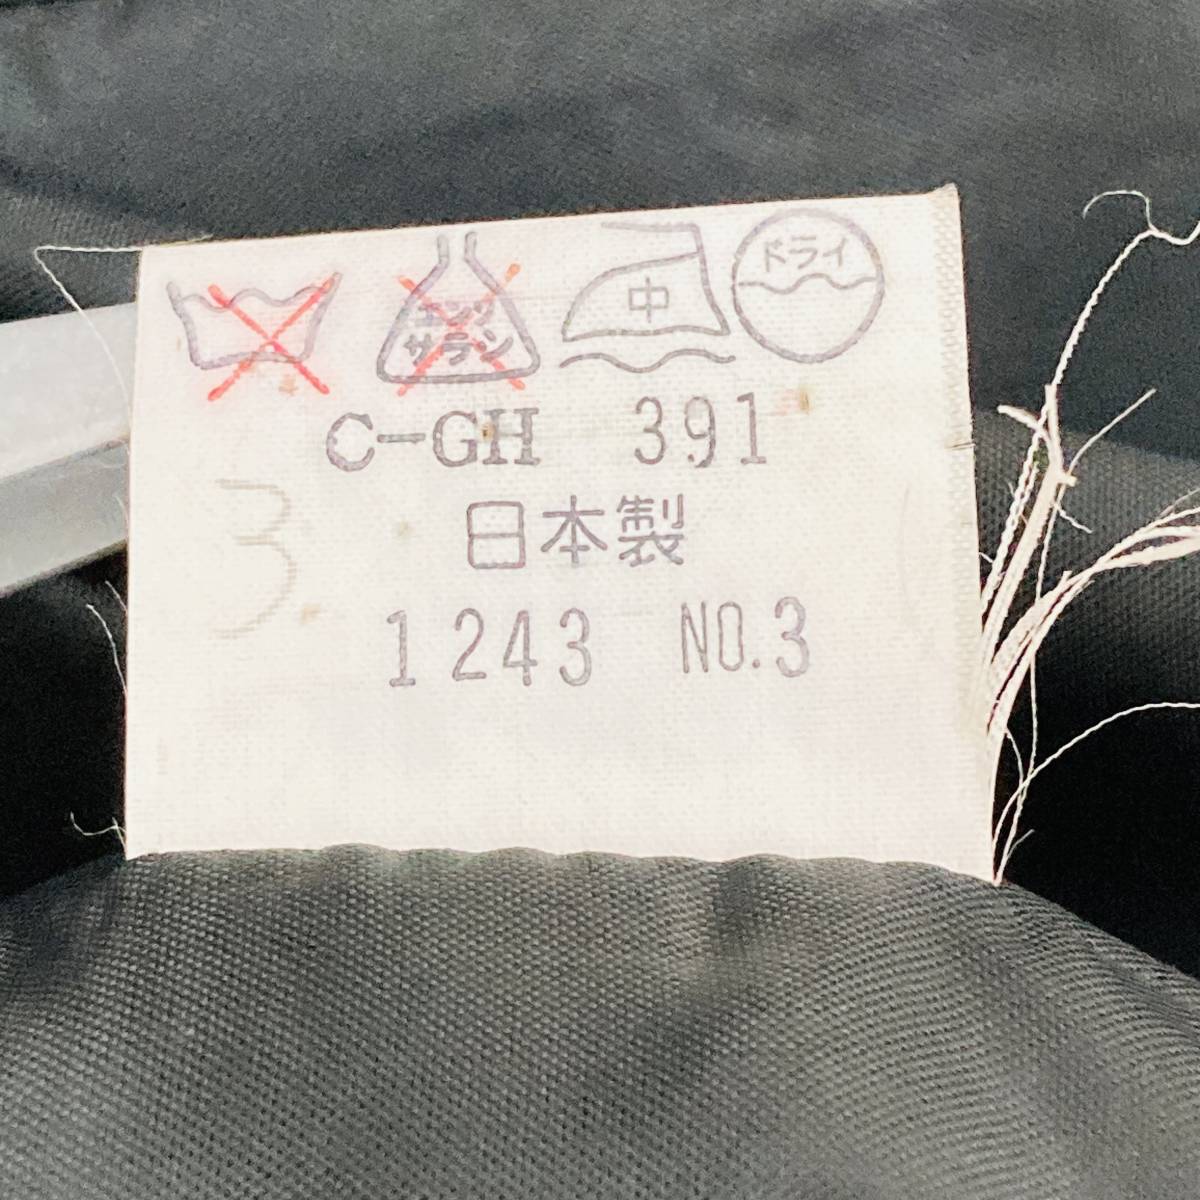 エンソ
サラシ
中
ドライ
C-GH 391
日本製
3
1243 NO.3